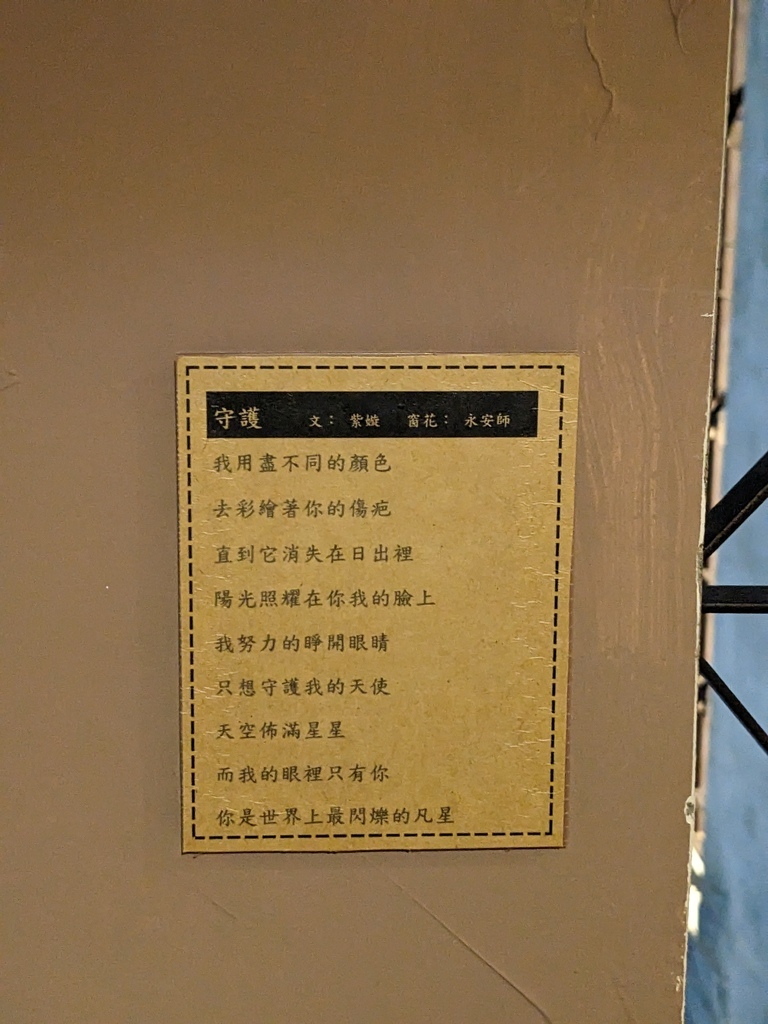 守護 文： 紫嫙 窗花： 永安師
我用盡不同的顏色
去彩繪著你的傷疤
直到它消失在日出裡
陽光照耀在你我的臉上
我努力的睜開眼睛
只想守護我的天使
天空佈滿星星
而我的眼裡只有你
你是世界上最閃爍的凡星